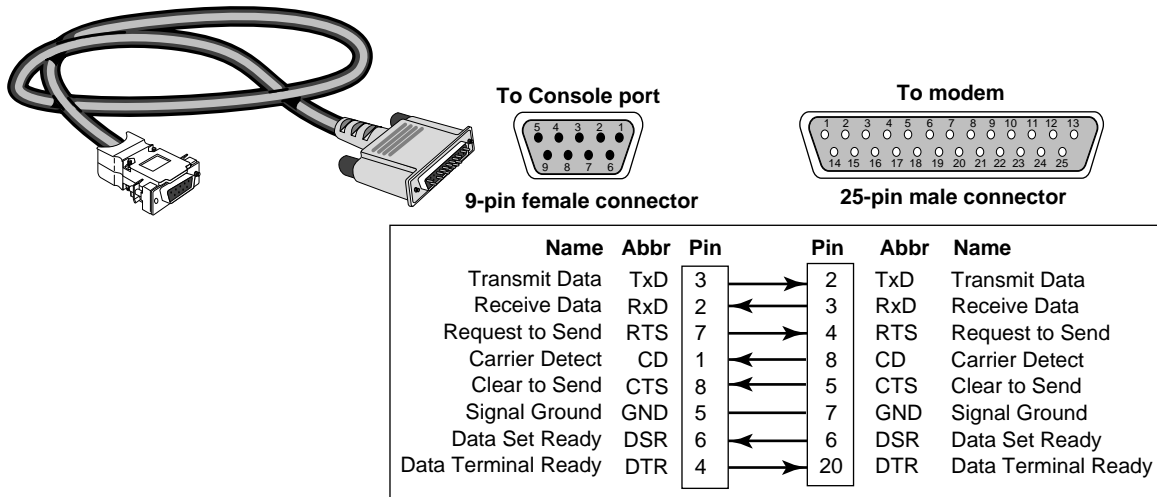 To Console port
5 4 3 2 1
9 8 7 6
9-pin female connector
To modem
1 2 3 4 5 6 7 8 9 10 11 12 13
14 15 16 17 18 19 20 21 22 23 24 25
25-pin male connector
Name Abbr Pin Pin Abbr Name
Transmit Data TxD 3 2 TxD Transmit Data
Receive Data RxD 2 3 RxD Receive Data
Request to Send RTS 7 4 RTS Request to Send
Carrier Detect CD 1 8 CD Carrier Detect
Clear to Send CTS 8 5 CTS Clear to Send
Signal Ground GND 5 7 GND Signal Ground
Data Set Ready DSR 6 6 DSR Data Set Ready
Data Terminal Ready DTR 4 20 DTR Data Terminal Ready